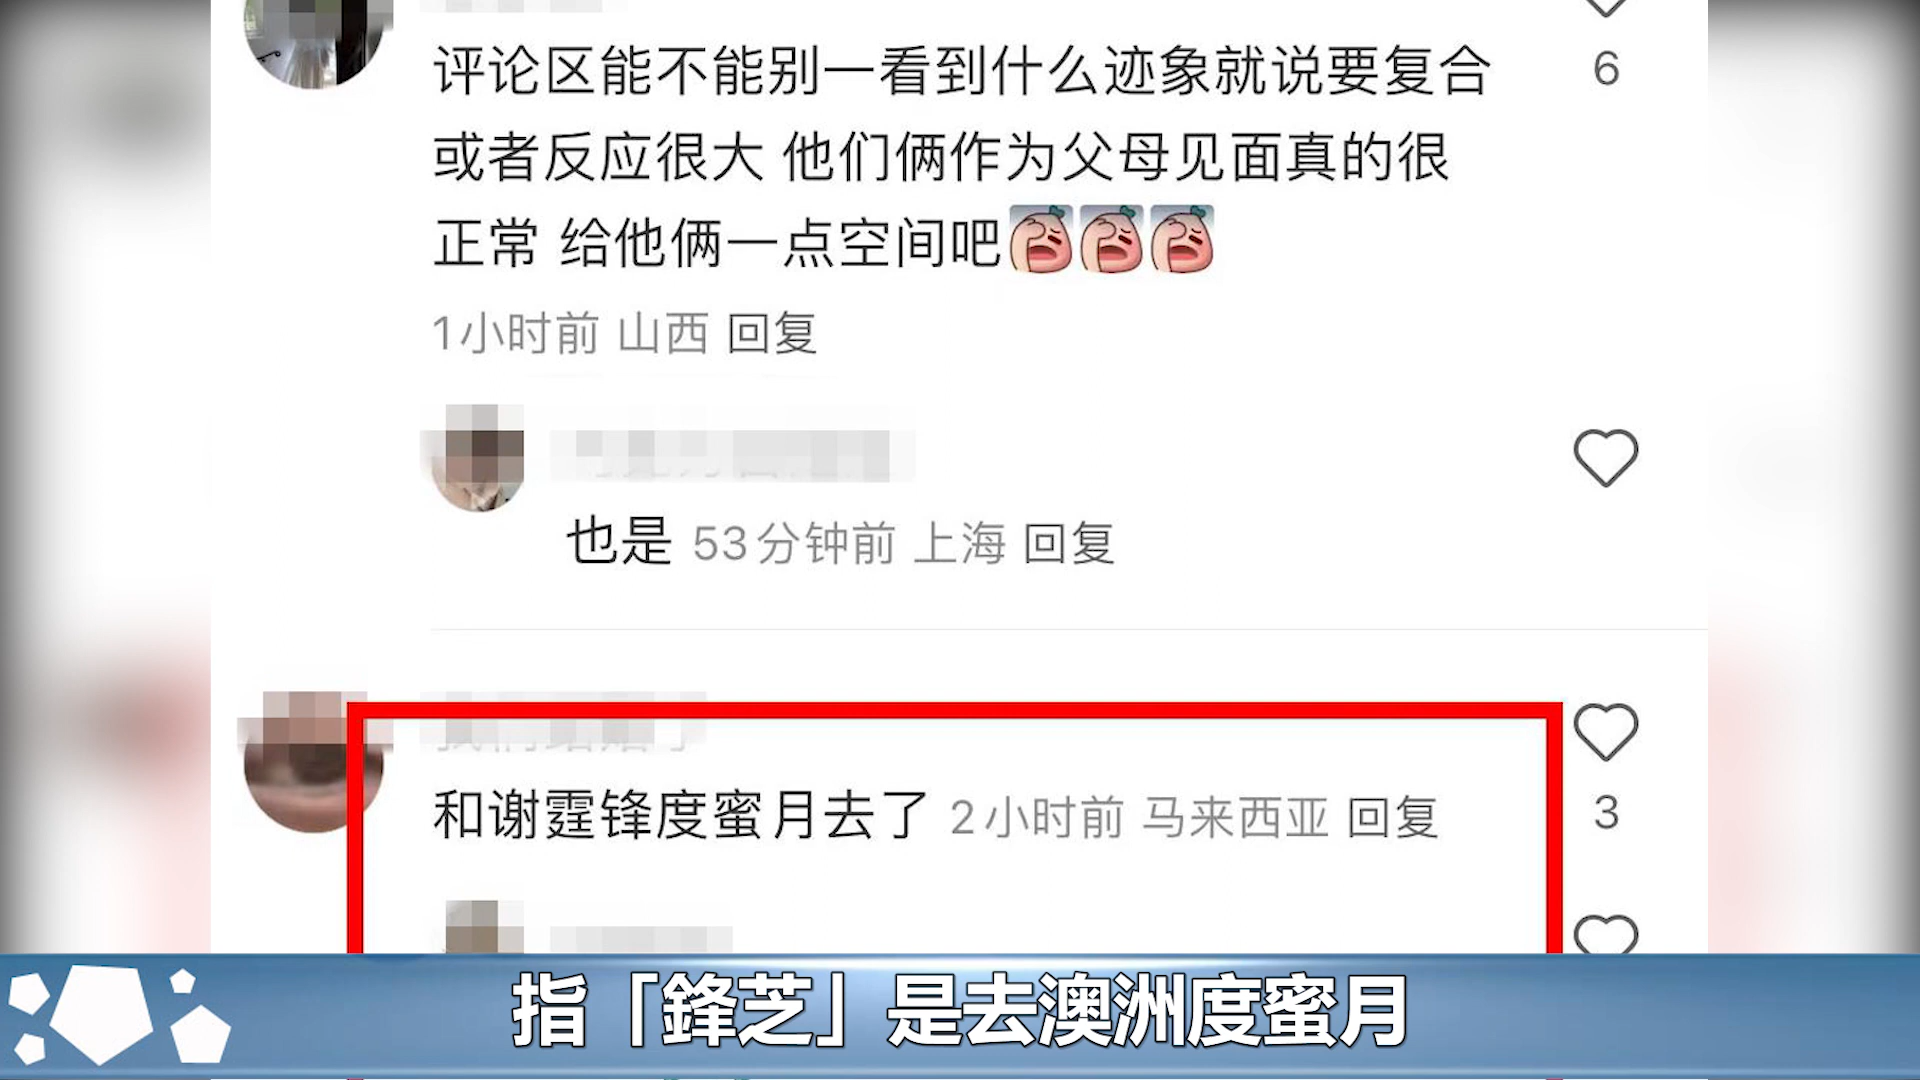 评论区能不能别一看到什么迹象就说要复合
6
或者反应很大 他们俩作为父母见面真的很
正常 给他俩一点空间吧
1小时前 山西 回复
也是 53分钟前 上海 回复
和谢霆锋度蜜月去了 2小时前 马来西亚 回复
3
指「鋒芝」是去澳洲度蜜月